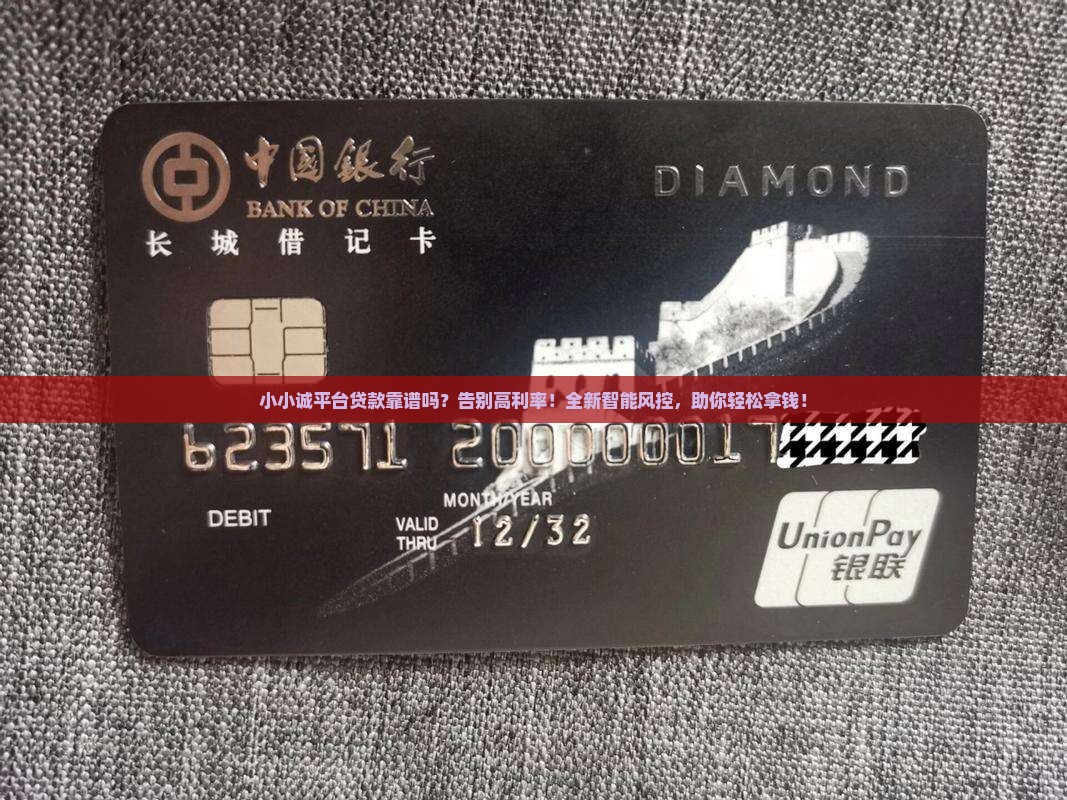 中国銀行
BANK OF CHINA
长城借记卡
DIAMOND
小小诚平台贷款靠谱吗？告别高利率！全新智能风控，助你轻松拿钱！
623571
MONTH/YEAR
DEBIT
VALID THRU
12/32
UnionPay
银联